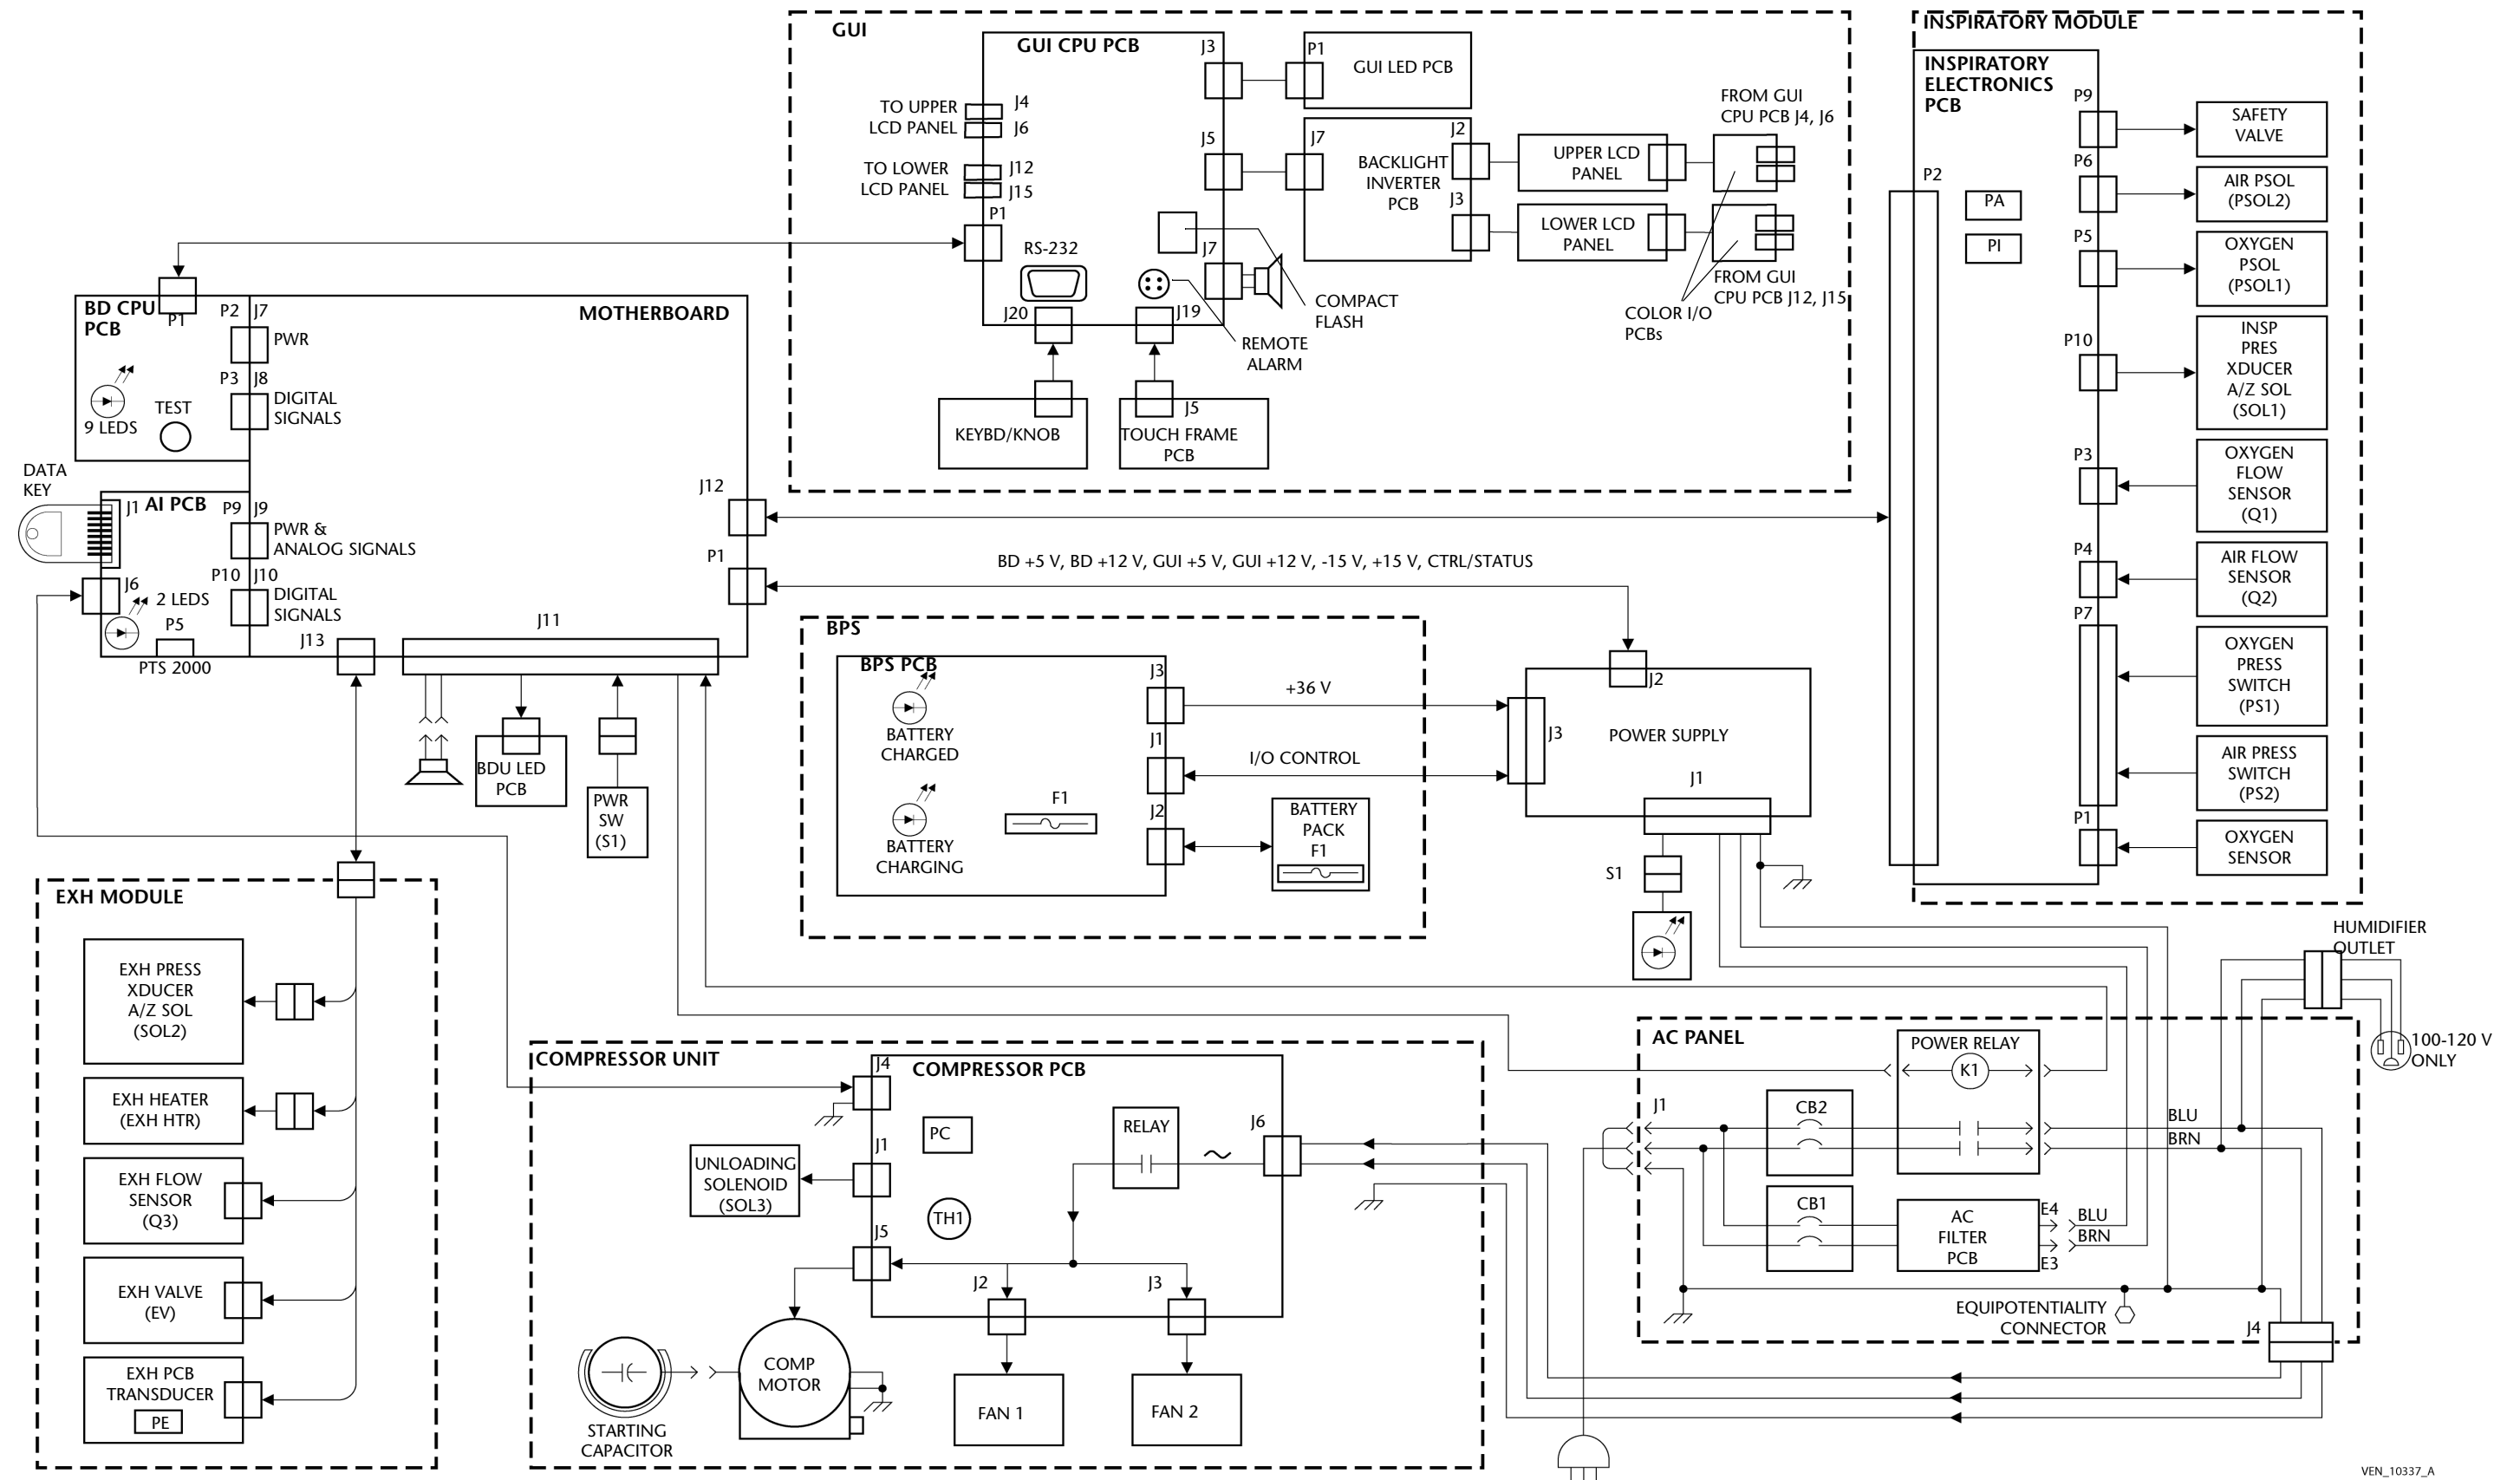 GUI
GUI CPU PCB
J3
P1
GUI LED PCB
TO UPPER
LCD PANEL
J4
J6
TO LOWER
LCD PANEL
J12
J15
P1
J5
J7
BACKLIGHT
INVERTER
PCB
J2
J3
UPPER LCD
PANEL
LOWER LCD
PANEL
FROM GUI
CPU PCB J4, J6
FROM GUI
CPU PCB J12, J15
COLOR I/O
PCBs
RS-232
J7
COMPACT
FLASH
REMOTE
ALARM
J20
J19
KEYBD/KNOB
J5
TOUCH FRAME
PCB
INSPIRATORY MODULE
INSPIRATORY
ELECTRONICS
PCB
P2
PA
PI
P9
SAFETY
VALVE
P6
AIR PSOL
(PSOL2)
P5
OXYGEN
PSOL
(PSOL1)
P10
INSP
PRES
XDUCER
A/Z SOL
(SOL1)
P3
OXYGEN
FLOW
SENSOR
(Q1)
P4
AIR FLOW
SENSOR
(Q2)
P7
OXYGEN
PRESS
SWITCH
(PS1)
AIR PRESS
SWITCH
(PS2)
P1
OXYGEN
SENSOR
BD CPU
PCB
P1
P2
J7
PWR
MOTHERBOARD
P3
J8
DIGITAL
SIGNALS
9 LEDS
TEST
DATA
KEY
J1
AI PCB
P9
J9
PWR &
ANALOG SIGNALS
P10
J10
DIGITAL
SIGNALS
J6
2 LEDS
P5
PTS 2000
J13
J11
J12
P1
BD +5 V, BD +12 V, GUI +5 V, GUI +12 V, -15 V, +15 V, CTRL/STATUS
BDU LED
PCB
PWR
SW
(S1)
BPS
BPS PCB
BATTERY
CHARGED
BATTERY
CHARGING
F1
J3
J1
J2
+36 V
I/O CONTROL
BATTERY
PACK
F1
J2
J3
POWER SUPPLY
J1
S1
EXH MODULE
EXH PRESS
XDUCER
A/Z SOL
(SOL2)
EXH HEATER
(EXH HTR)
EXH FLOW
SENSOR
(Q3)
EXH VALVE
(EV)
EXH PCB
TRANSDUCER
PE
COMPRESSOR UNIT
COMPRESSOR PCB
J4
PC
RELAY
J6
J1
UNLOADING
SOLENOID
(SOL3)
TH1
J5
J2
J3
COMP
MOTOR
STARTING
CAPACITOR
FAN 1
FAN 2
AC PANEL
POWER RELAY
K1
J1
CB2
BLU
BRN
CB1
AC
FILTER
PCB
E4
BLU
BRN
E3
EQUIPOTENTIALITY
CONNECTOR
J4
HUMIDIFIER
OUTLET
100-120 V
ONLY
VEN_10337_A